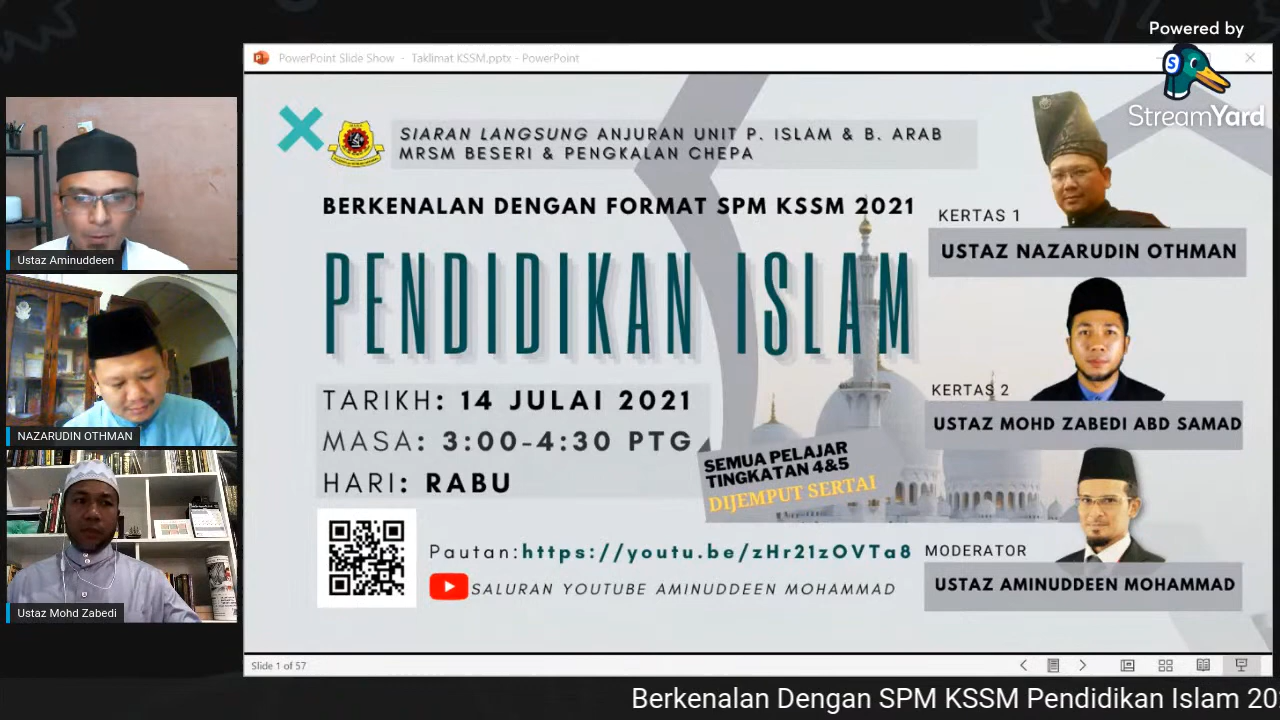 Powered by
StreamYard
PowerPoint Slide Show - Taklimat KSSM.pptx - PowerPoint
SIARAN LANGSUNG ANJURAN UNIT P. ISLAM & B. ARAB
MRSM BESERI & PENGKALAN CHEPA
BERKENALAN DENGAN FORMAT SPM KSSM 2021
PENDIDIKAN ISLAM
TARIKH: 14 JULAI 2021
MASA: 3:00-4:30 PTG
HARI: RABU
SEMUA PELAJAR
TINGKATAN 4&5
DIJEMPUT SERTAI
Pautan:https://youtu.be/zHr21zOVTa8
SALURAN YOUTUBE AMINUDDEEN MOHAMMAD
KERTAS 1
USTAZ NAZARUDIN OTHMAN
KERTAS 2
USTAZ MOHD ZABEDI ABD SAMAD
MODERATOR
USTAZ AMINUDDEEN MOHAMMAD
Ustaz Aminuddeen
NAZARUDIN OTHMAN
Ustaz Mohd Zabedi
Slide 1 of 57
Berkenalan Dengan SPM KSSM Pendidikan Islam 20